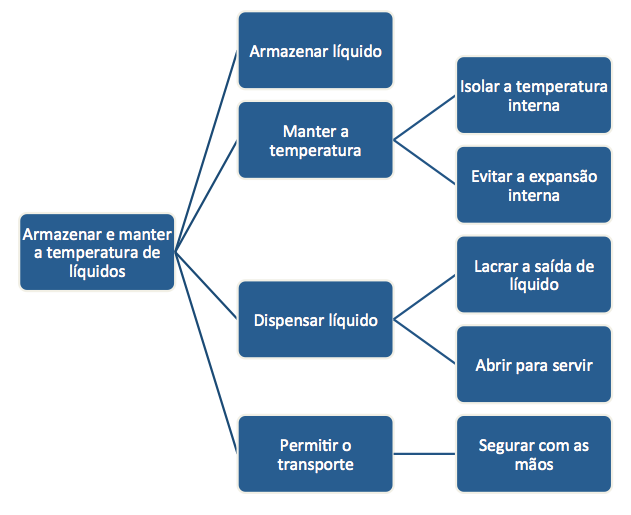 Armazenar e manter
a temperatura de
líquidos
Armazenar líquido
Manter a
temperatura
Isolar a temperatura
interna
Evitar a expansão
interna
Dispensar líquido
Lacrar a saída de
líquido
Abrir para servir
Permitir o
transporte
Segurar com as
mãos